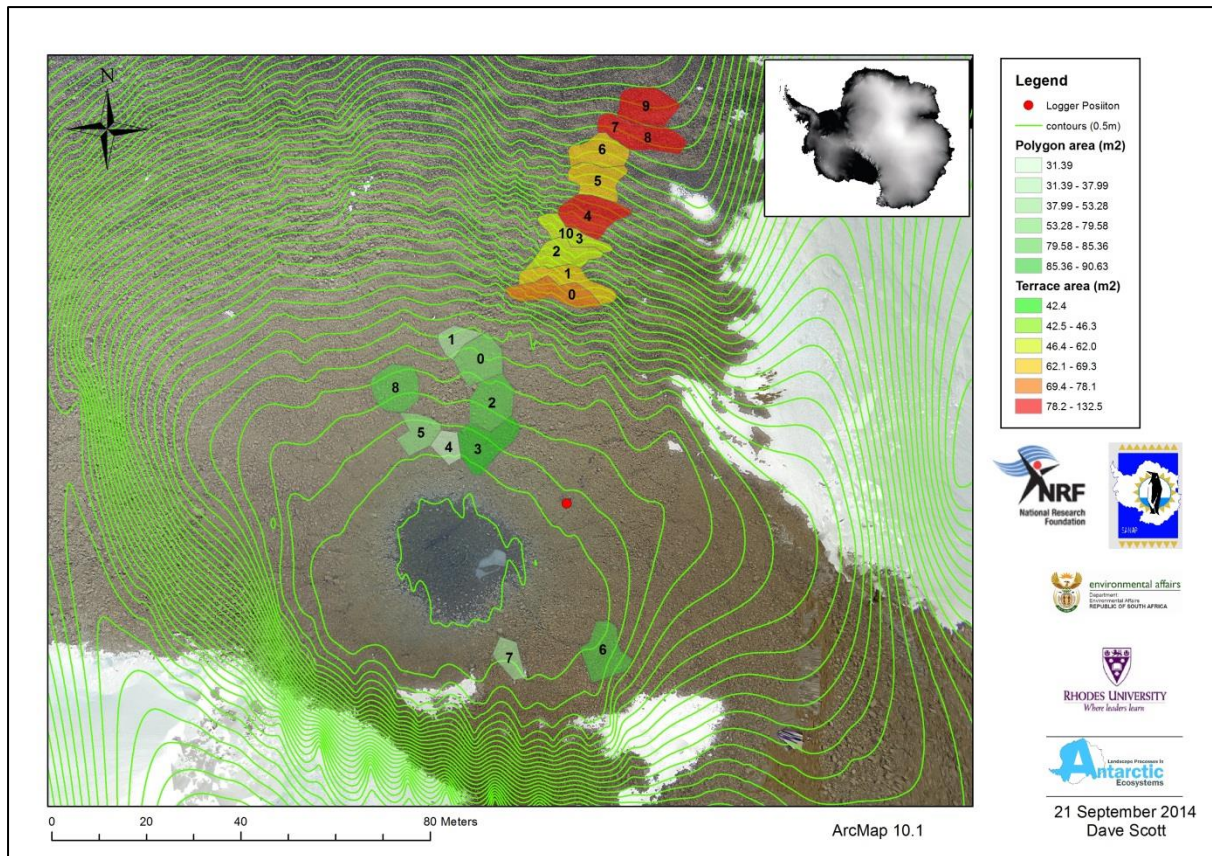 N
9
7
8
6
5
4
10
3
2
1
0
1
0
8
2
5
4
3
7
6
Legend
Logger Posiiton
contours (0.5m)
Polygon area (m2)
31.39
31.39 - 37.99
37.99 - 53.28
53.28 - 79.58
79.58 - 85.36
85.36 - 90.63
Terrace area (m2)
42.4
42.5 - 46.3
46.4 - 62.0
62.1 - 69.3
69.4 - 78.1
78.2 - 132.5
NRF
National Research
Foundation
SANAP
environmental affairs
Department:
Environmental Affairs
REPUBLIC OF SOUTH AFRICA
RHODES UNIVERSITY
Where leaders learn
Landscape Processes in
Antarctic
Ecosystems
21 September 2014
Dave Scott
0 20 40 80 Meters
ArcMap 10.1